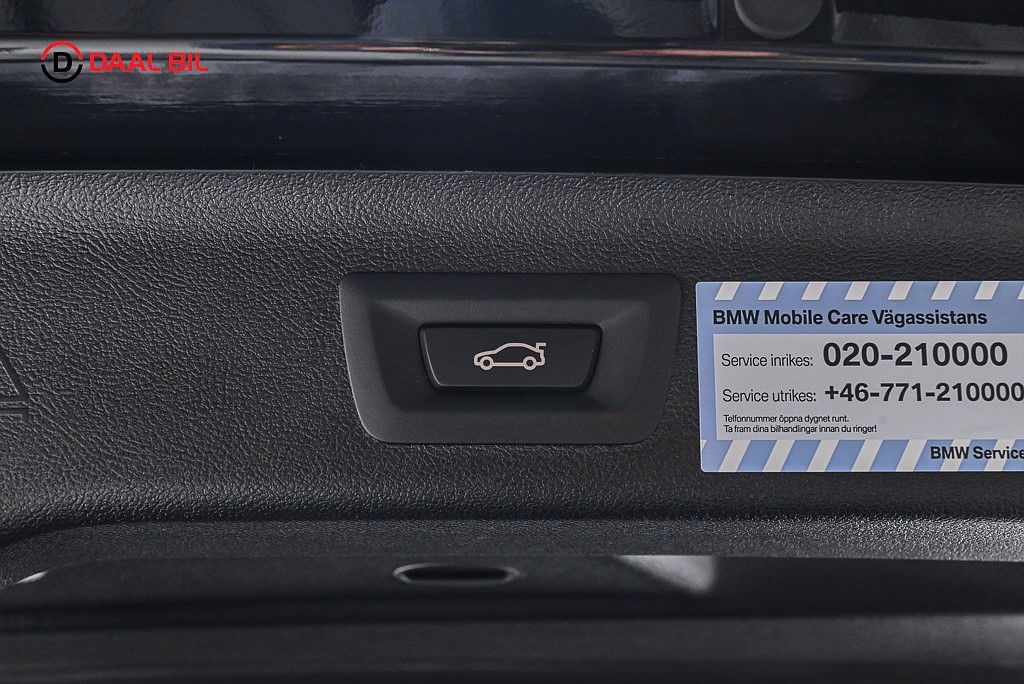 D DAAL BIL
BMW Mobile Care Vägassistans
Service inrikes: 020-210000
Service utrikes: +46-771-210000
Telfonnummer öppna dygnet runt.
Ta fram dina bilhandlingar innan du ringer!
BMW Service